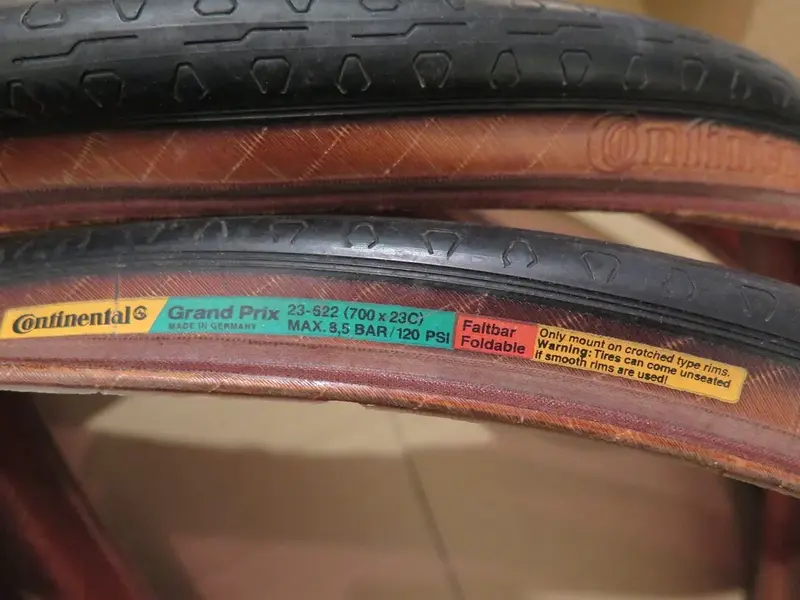 Continental
Continental
Grand Prix
MADE IN GERMANY
23-622 (700 x 23C)
MAX. 8,5 BAR/120 PSI
Faltbar
Foldable
Only mount on crotched type rims.
Warning: Tires can come unseated
if smooth rims are used!